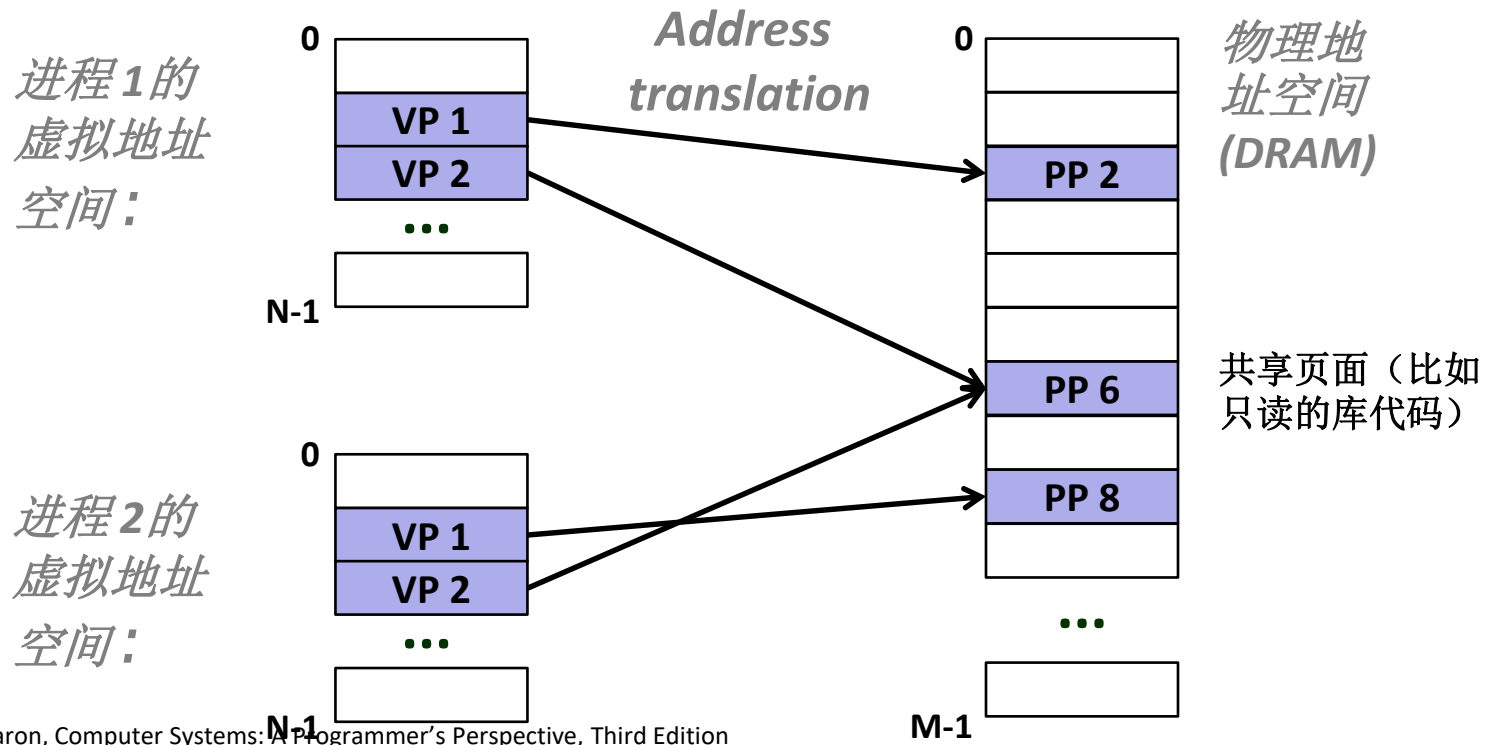 进程 1的
虚拟地址
空间：
0
VP 1
VP 2
...
N-1
Address
translation
0
PP 2
PP 6
PP 8
...
M-1
物理地
址空间
(DRAM)
共享页面（比如
只读的库代码）
进程 2的
虚拟地址
空间：
0
VP 1
VP 2
...
N-1
aron, Computer Systems: A Programmer’s Perspective, Third Edition